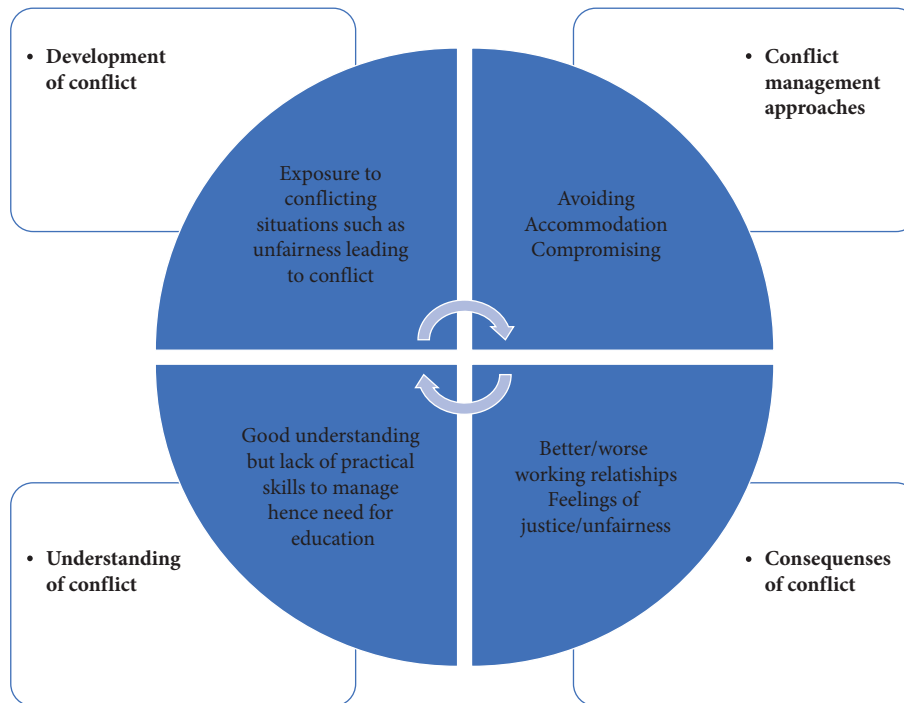 • Development
of conflict
• Conflict
management
approaches
Exposure to
conflicting
situations such as
unfairness leading
to conflict
Avoiding
Accommodation
Compromising
Good understanding
but lack of practical
skills to manage
hence need for
education
Better/worse
working relatiships
Feelings of
justice/unfairness
• Understanding
of conflict
• Consequenses
of conflict